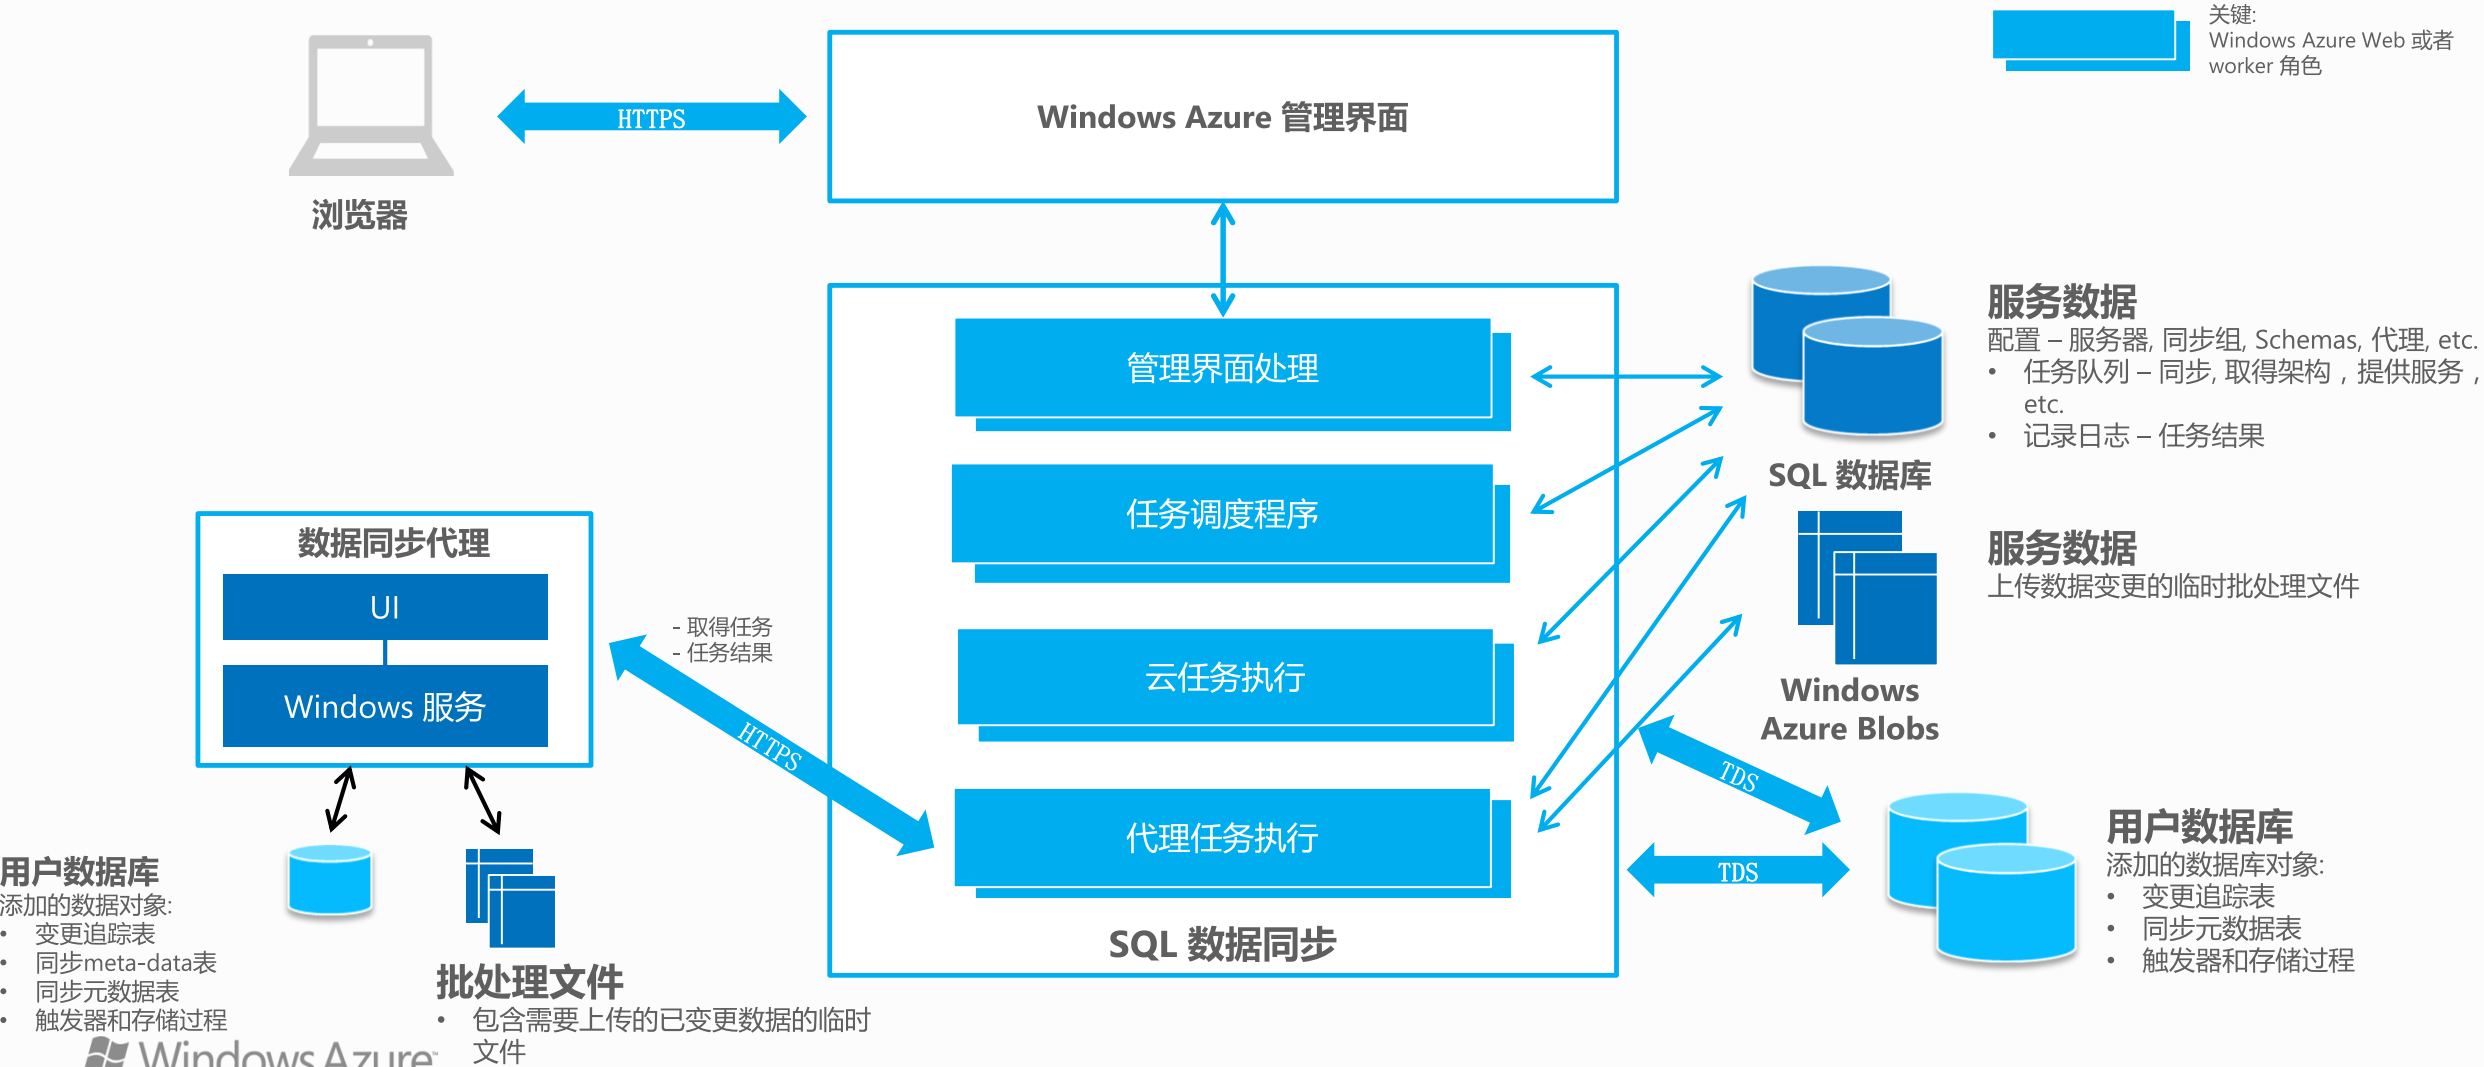 关键:
Windows Azure Web 或者
worker 角色
HTTPS
Windows Azure 管理界面
浏览器
管理界面处理
任务调度程序
云任务执行
代理任务执行
SQL 数据同步
服务数据
配置 – 服务器, 同步组, Schemas, 代理, etc.
• 任务队列 – 同步, 取得架构，提供服务，
etc.
• 记录日志 – 任务结果
SQL 数据库
服务数据
上传数据变更的临时批处理文件
Windows
Azure Blobs
数据同步代理
UI
Windows 服务
- 取得任务
- 任务结果
HTTPS
TDS
TDS
用户数据库
添加的数据库对象:
• 变更追踪表
• 同步元数据表
• 触发器和存储过程
用户数据库
添加的数据对象:
• 变更追踪表
• 同步meta-data表
• 同步元数据表
• 触发器和存储过程
批处理文件
• 包含需要上传的已变更数据的临时
文件
Windows Azure™